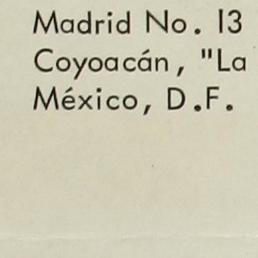 Madrid No. 13
Coyoacán, "La
México, D.F.